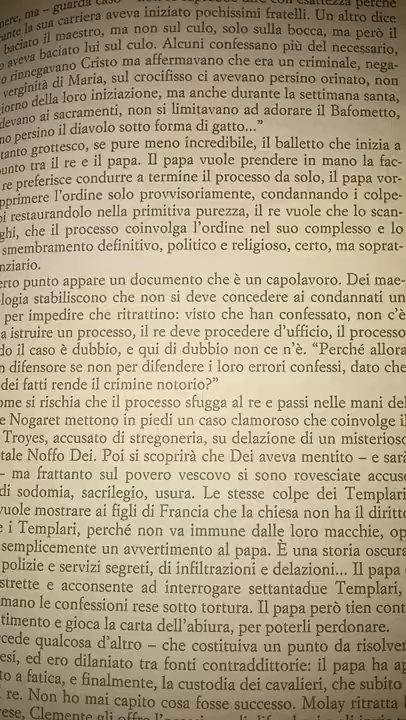 nere, ma – guarda caso
ante la sua carriera aveva iniziato pochissimi fratelli. Un altro dice
baciato il maestro, ma non sul culo, solo sulla bocca, ma però il
o aveva baciato lui sul culo. Alcuni confessano più del necessario,
o rinnegavano Cristo ma affermavano che era un criminale, nega-
verginità di Maria, sul crocifisso ci avevano persino orinato, non
giorno della loro iniziazione, ma anche durante la settimana santa,
devano ai sacramenti, non si limitavano ad adorare il Bafometto,
no persino il diavolo sotto forma di gatto...”
tanto grottesco, se pure meno incredibile, il balletto che inizia a
unto tra il re e il papa. Il papa vuole prendere in mano la fac-
re preferisce condurre a termine il processo da solo, il papa vor-
pprimere l'ordine solo provvisoriamente, condannando i colpe-
oi restaurandolo nella primitiva purezza, il re vuole che lo scan-
ghi, che il processo coinvolga l'ordine nel suo complesso e lo
smembramento definitivo, politico e religioso, certo, ma soprat-
nziario.
erto punto appare un documento che è un capolavoro. Dei mae-
logia stabiliscono che non si deve concedere ai condannati un
per impedire che ritrattino: visto che han confessato, non c'è
a istruire un processo, il re deve procedere d'ufficio, il processo
do il caso è dubbio, e qui di dubbio non ce n'è. “Perché allora
n difensore se non per difendere i loro errori confessi, dato che
dei fatti rende il crimine notorio?”
ome si rischia che il processo sfugga al re e passi nelle mani del
e Nogaret mettono in piedi un caso clamoroso che coinvolge il
Troyes, accusato di stregoneria, su delazione di un misterioso
tale Noffo Dei. Poi si scoprirà che Dei aveva mentito – e sarà
– ma frattanto sul povero vescovo si sono rovesciate accuse
di sodomia, sacrilegio, usura. Le stesse colpe dei Templari
vuole mostrare ai figli di Francia che la chiesa non ha il diritto
e i Templari, perché non va immune dalle loro macchie, op
semplicemente un avvertimento al papa. È una storia oscura
polizie e servizi segreti, di infiltrazioni e delazioni... Il papa
strette e acconsente ad interrogare settantadue Templari,
mano le confessioni rese sotto tortura. Il papa però tien cont
timento e gioca la carta dell'abiura, per poterli perdonare.
cede qualcosa d'altro – che costituiva un punto da risolver
esi, ed ero dilaniato tra fonti contraddittorie: il papa ha ap
to a fatica, e finalmente, la custodia dei cavalieri, che subito
re. Non ho mai capito cosa fosse successo. Molay ritratta
ese, Clemente gli offre